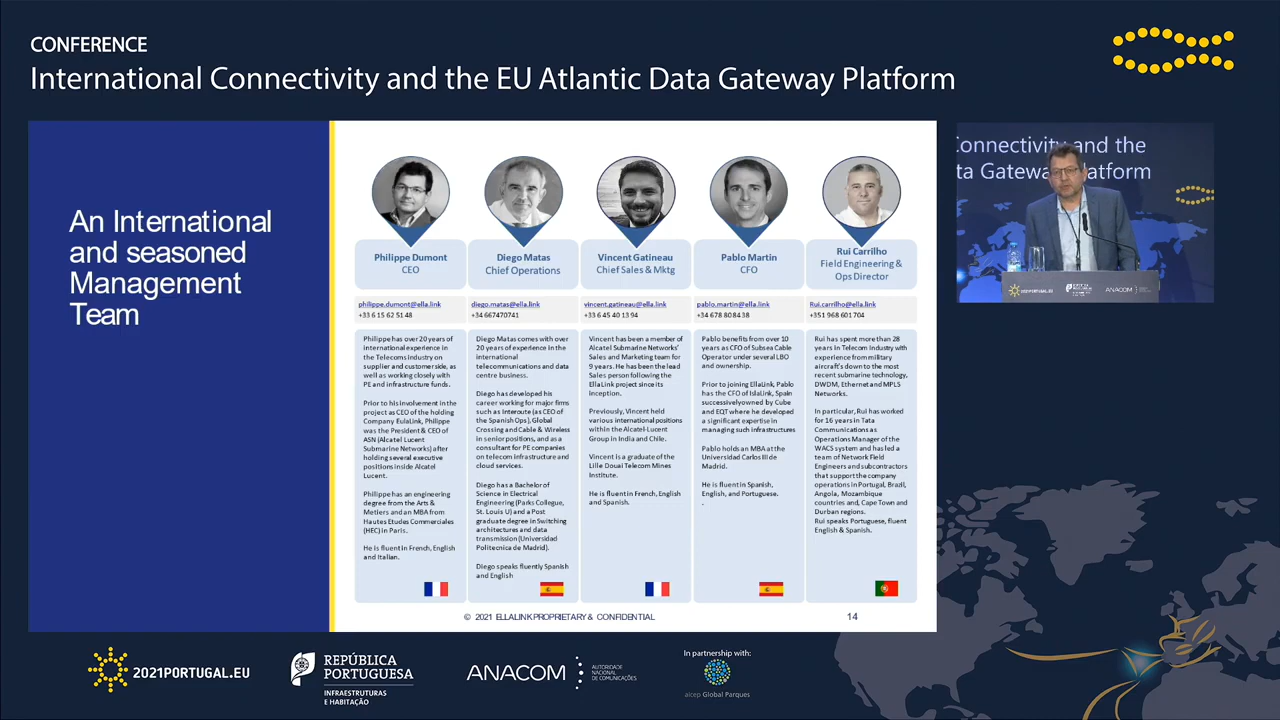 CONFERENCE
International Connectivity and the EU Atlantic Data Gateway Platform
An International
and seasoned
Management
Team
Philippe Dumont
CEO
philippe.dumont@ella.link
+33 6 15 62 51 48
Philippe has over 20 years of
international experience in
the Telecoms industry on
supplier and customer side, as
well as working closely with
PE and infrastructure funds.
Prior to his involvement in the
project as CEO of the holding
Company EulaLink, Philippe
was the President & CEO of
ASN (Alcatel Lucent
Submarine Networks) after
holding several executive
positions inside Alcatel
Lucent.
Philippe has an engineering
degree from the Arts &
Metiers and an MBA from
Hautes Etudes Commerciales
(HEC) in Paris.
He is fluent in French, English
and Italian.
Diego Matas
Chief Operations
diego.matas@ella.link
+34 667470741
Diego Matas comes with over
20 years of experience in the
international
telecommunications and data
centre business.
Diego has developed his
career working for major firms
such as Interoute (as CEO of
the Spanish Ops), Global
Crossing and Cable & Wireless
in senior positions, and as a
consultant for PE companies
on telecom infrastructure and
cloud services.
Diego has a Bachelor of
Science in Electrical
Engineering (Parks Collegue,
St. Louis U) and a Post
graduate degree in Switching
architectures and data
transmission (Universidad
Politecnica de Madrid).
Diego speaks fluently Spanish
and English
Vincent Gatineau
Chief Sales & Mktg
vincent.gatineau@ella.link
+33 6 45 40 13 94
Vincent has been a member of
Alcatel Submarine Networks'
Sales and Marketing team for
9 years. He has been the lead
Sales person following the
EllaLink project since its
inception.
Previously, Vincent held
various international positions
within the Alcatel-Lucent
Group in India and Chile.
Vincent is a graduate of the
Lille Douai Telecom Mines
Institute.
He is fluent in French, English
and Spanish.
Pablo Martin
CFO
pablo.martin@ella.link
+34 678 80 84 38
Pablo benefits from over 10
years as CFO of Subsea Cable
Operator under several LBO
and ownership.
Prior to joining EllaLink, Pablo
has the CFO of IslaLink, Spain
successively owned by Cube
and EQT where he developed
a significant expertise in
managing such infrastructures
Pablo holds an MBA at the
Universidad Carlos III de
Madrid.
He is fluent in Spanish,
English, and Portuguese.
.
Rui Carrilho
Field Engineering &
Ops Director
Rui.carrilho@ella.link
+351 968 601 704
Rui has spent more than 28
years in Telecom Industry with
experience from military
aircraft's down to the most
recent submarine technology,
DWDM, Ethernet and MPLS
Networks.
In particular, Rui has worked
for 16 years in Tata
Communications as
Operations Manager of the
WACS system and has led a
team of Network Field
Engineers and subcontractors
that support the company
operations in Portugal, Brazil,
Angola, Mozambique
countries and, Cape Town and
Durban regions.
Rui speaks Portuguese, fluent
English & Spanish.
© 2021 ELLALINK PROPRIETARY & CONFIDENTIAL
14
Connectivity and the
ta Gateway Platform
2021PORTUGAL.EU
ANACOM
2021PORTUGAL.EU
REPÚBLICA
PORTUGUESA
INFRAESTRUTURAS
E HABITAÇÃO
ANACOM
AUTORIDADE
NACIONAL
DE COMUNICAÇÕES
In partnership with:
aicep Global Parques